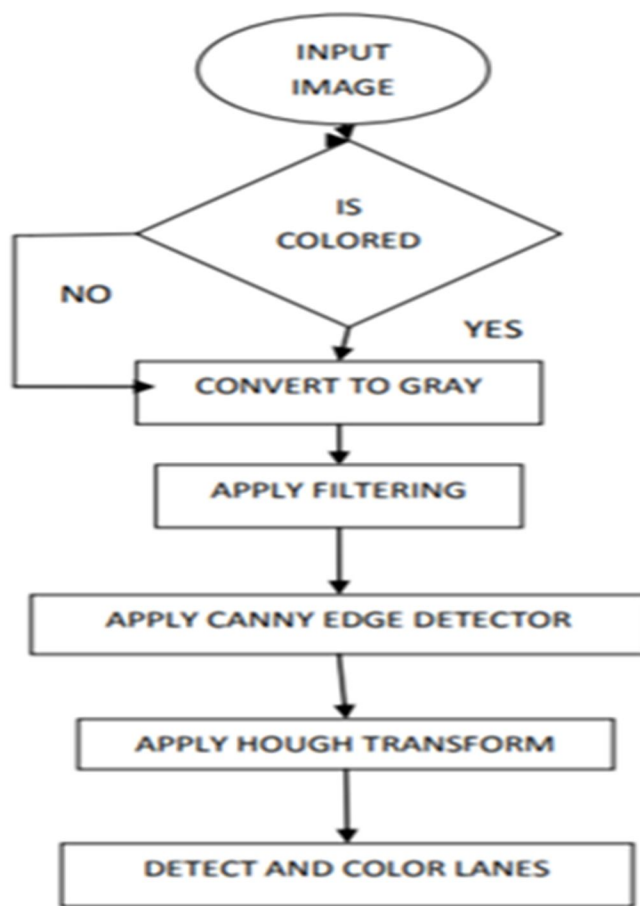 INPUT
IMAGE
IS
COLORED
NO
YES
CONVERT TO GRAY
APPLY FILTERING
APPLY CANNY EDGE DETECTOR
APPLY HOUGH TRANSFORM
DETECT AND COLOR LANES